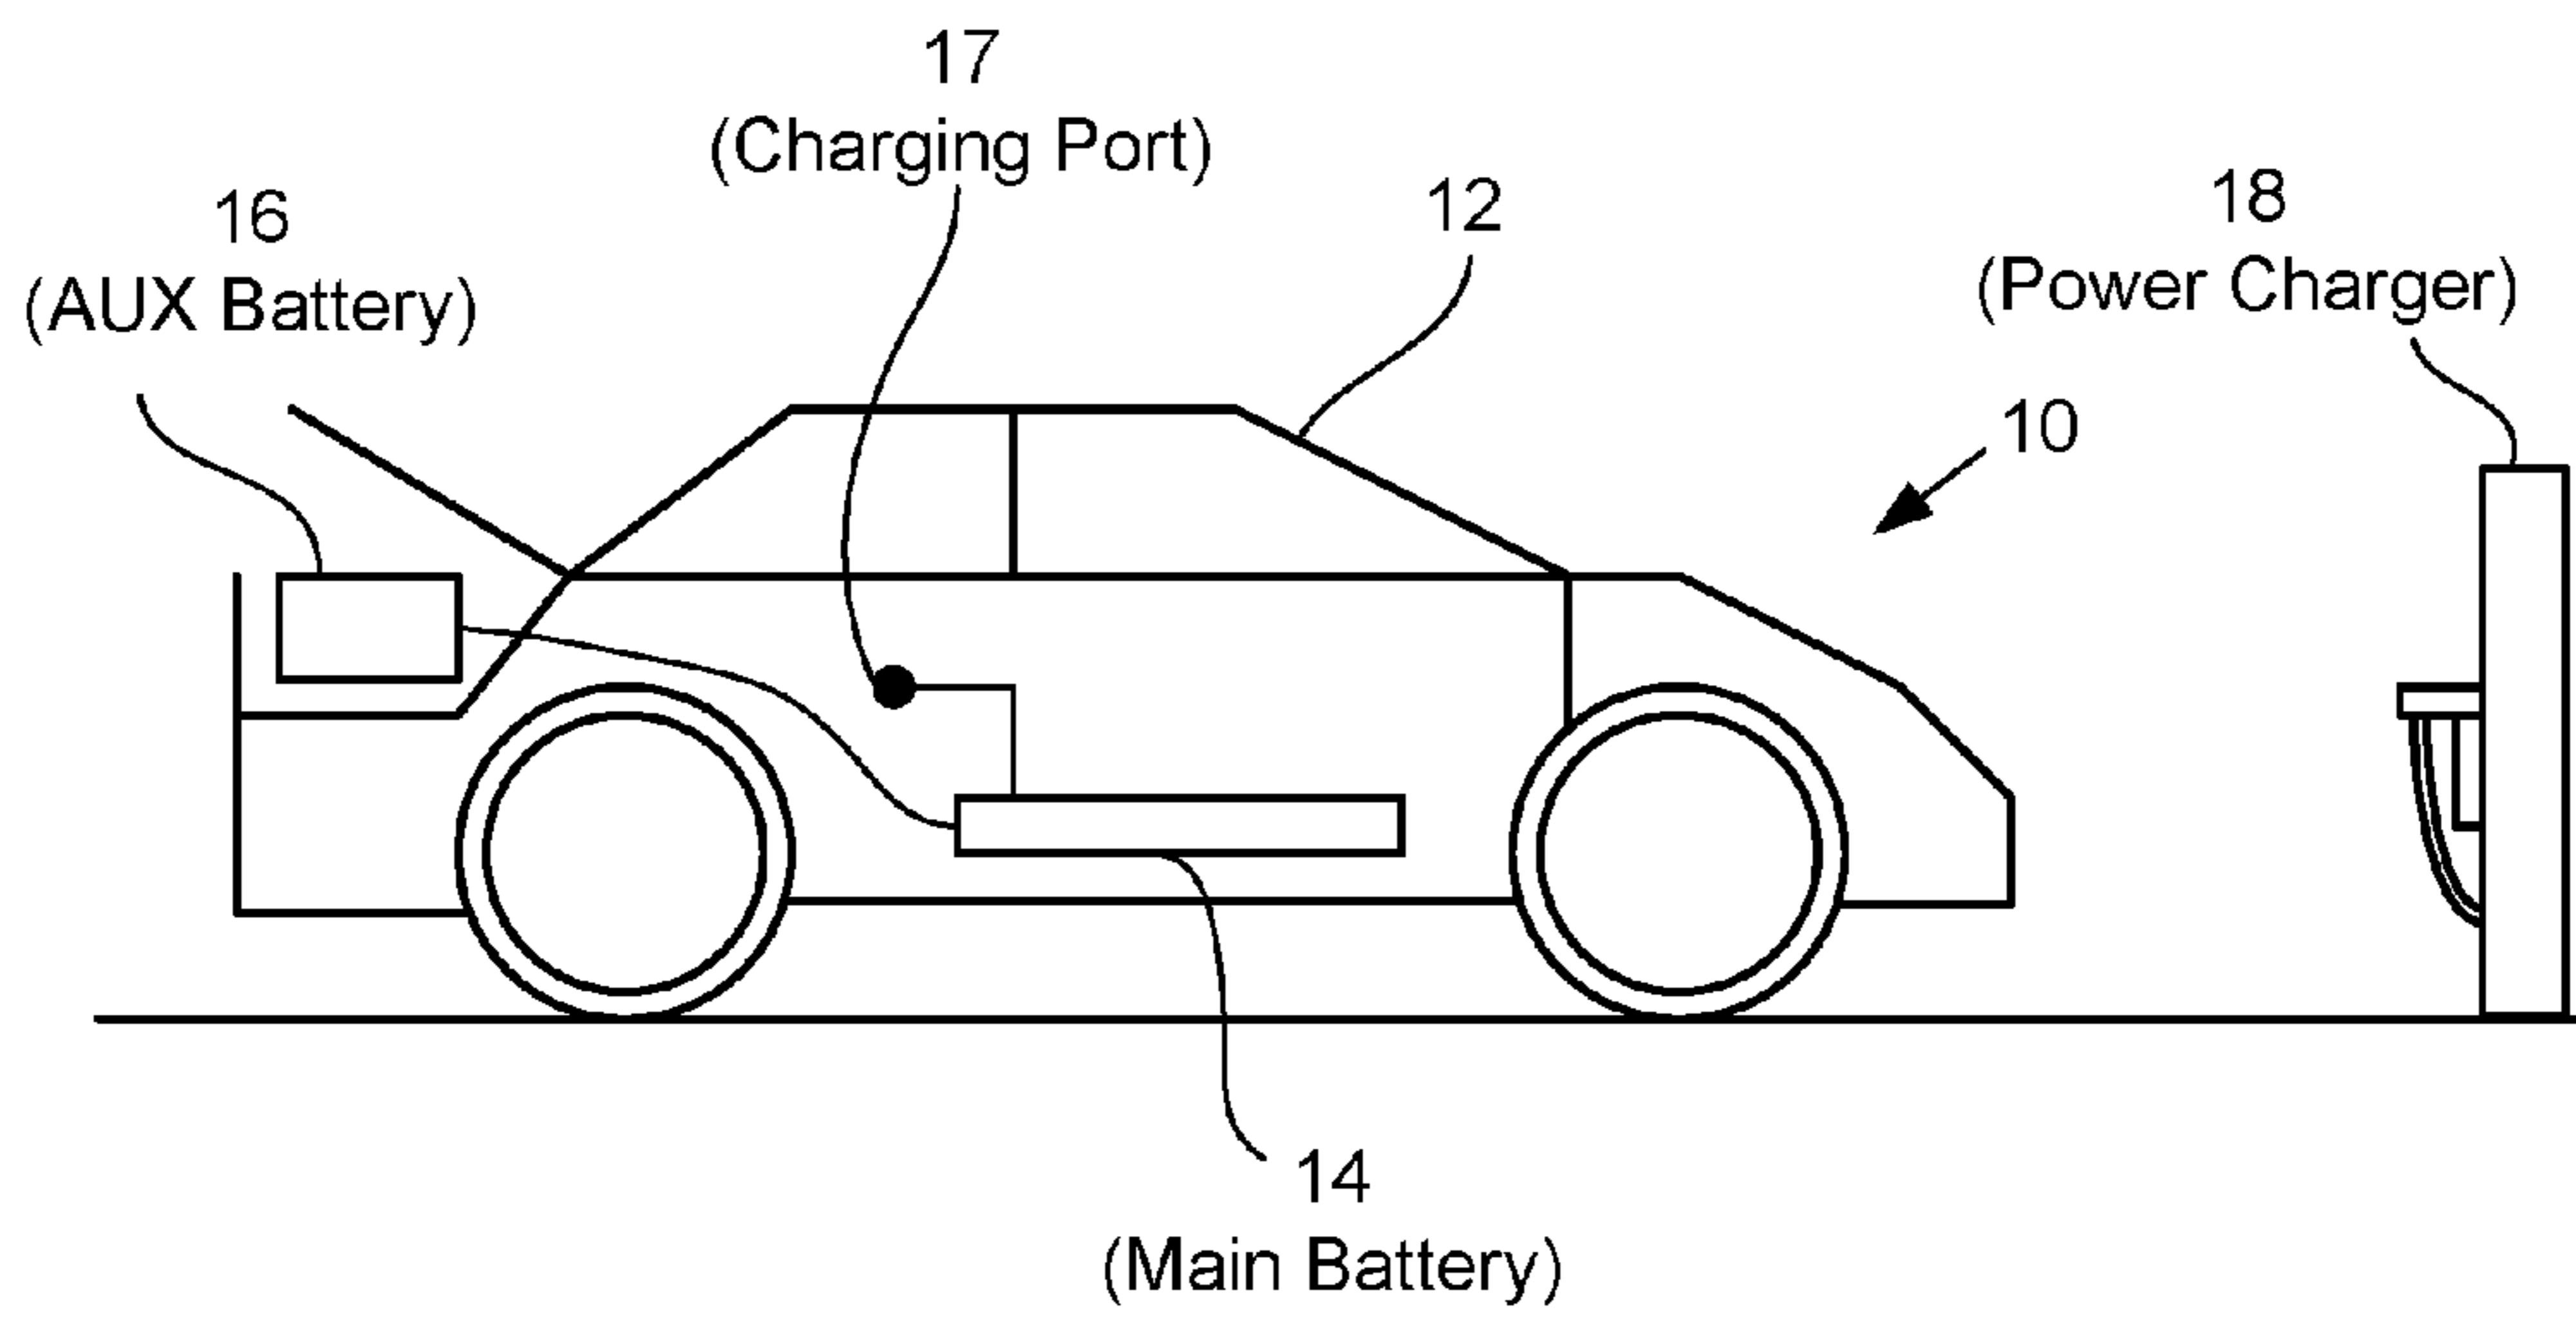 17
(Charging Port)
16
(AUX Battery)
12
18
(Power Charger)
10
14
(Main Battery)